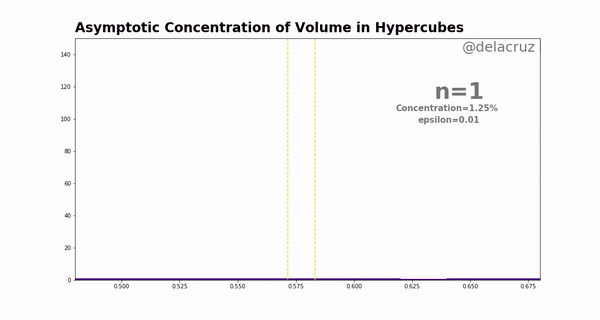 Asymptotic Concentration of Volume in Hypercubes
@delacruz
n=1
Concentration=1.25%
epsilon=0.01
140
120
100
80
60
40
20
0
0.500 0.525 0.550 0.575 0.600 0.625 0.650 0.675